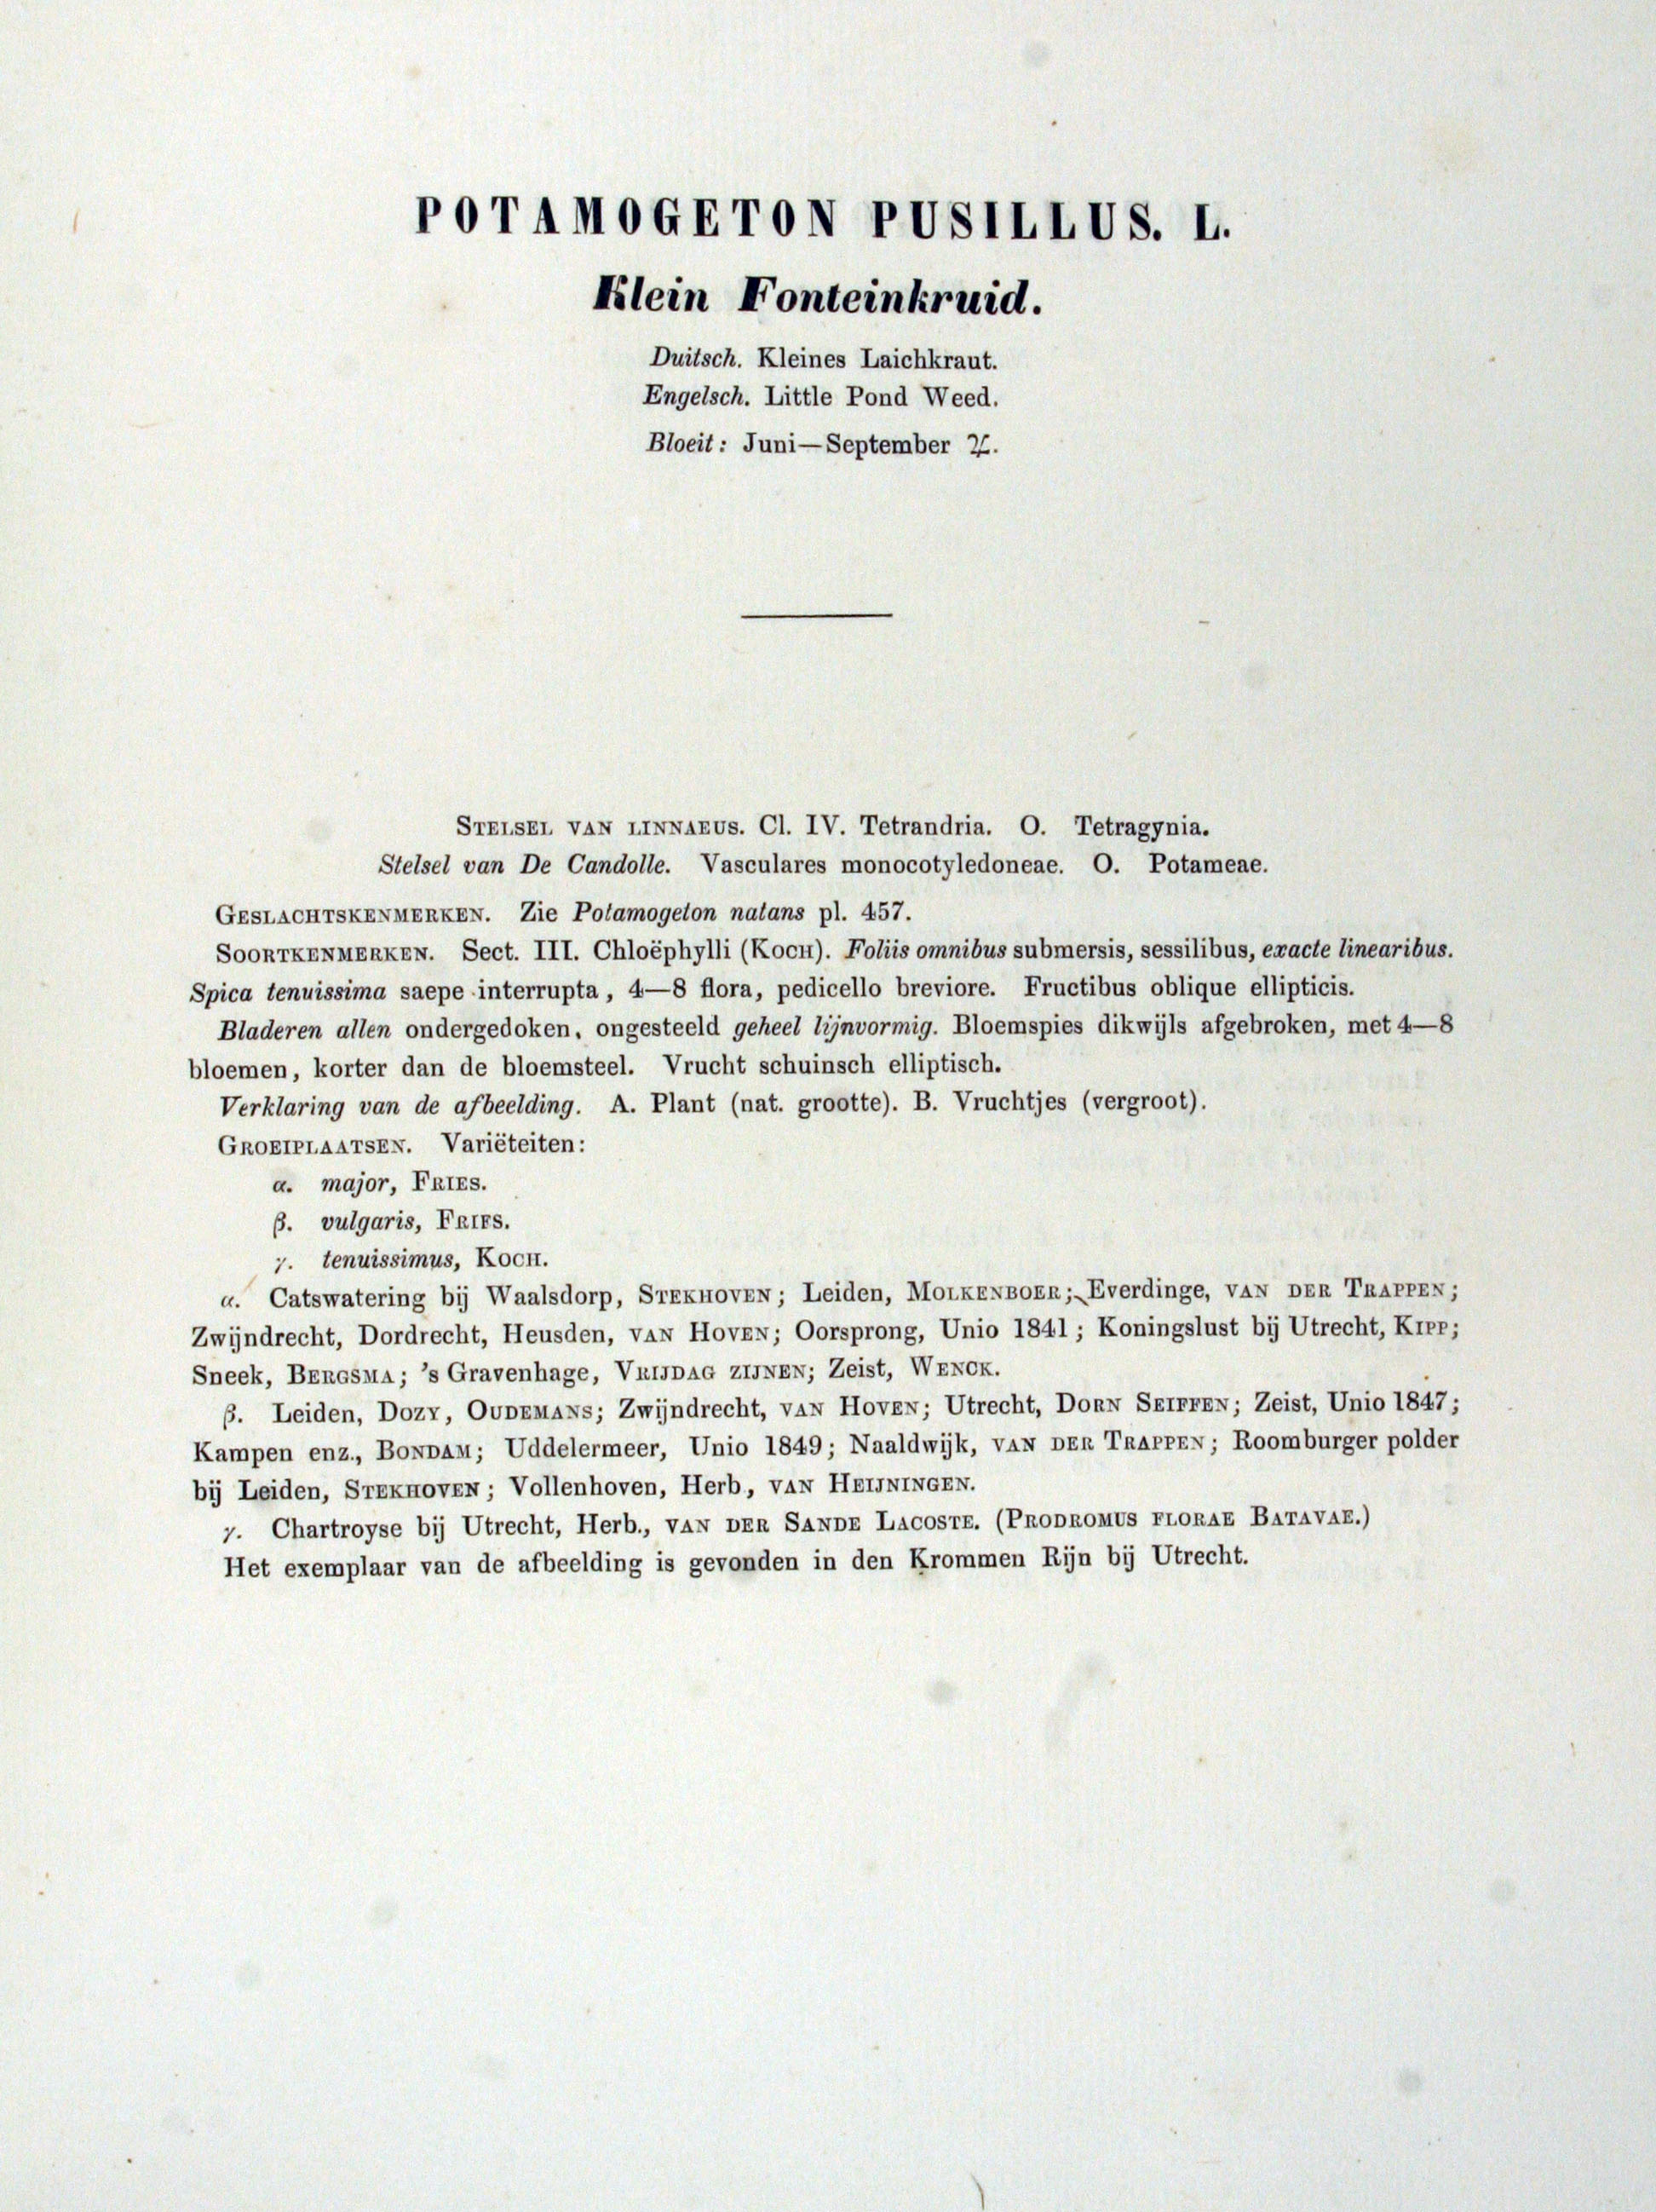 POTAMOGETON PUSILLUS. L.
Klein Fonteinkruid.
Duitsch. Kleines Laichkraut.
Engelsch. Little Pond Weed.
Bloeit: Juni—September ♃.
STELSEL VAN LINNAEUS. Cl. IV. Tetrandria. O. Tetragynia.
Stelsel van De Candolle. Vasculares monocotyledoneae. O. Potameae.
GESLACHTSKENMERKEN. Zie Potamogeton natans pl. 457.
SOORTKENMERKEN. Sect. III. Chloëphylli (KOCH). Foliis omnibus submersis, sessilibus, exacte linearibus.
Spica tenuissima saepe interrupta, 4—8 flora, pedicello breviore. Fructibus oblique ellipticis.
Bladeren allen ondergedoken, ongesteeld geheel lijnvormig. Bloemspies dikwijls afgebroken, met 4—8
bloemen, korter dan de bloemsteel. Vrucht schuinsch elliptisch.
Verklaring van de afbeelding. A. Plant (nat. grootte). B. Vruchtjes (vergroot).
GROEIPLAATSEN. Variëteiten:
α. major, FRIES.
β. vulgaris, FRIES.
γ. tenuissimus, KOCH.
α. Catswatering bij Waalsdorp, STEKHOVEN; Leiden, MOLKENBOER; Everdinge, VAN DER TRAPPEN;
Zwijndrecht, Dordrecht, Heusden, VAN HOVEN; Oorsprong, Unio 1841; Koningslust bij Utrecht, KIPP;
Sneek, BERGSMA; 's Gravenhage, VRIJDAG ZIJNEN; Zeist, WENCK.
β. Leiden, DOZY, OUDEMANS; Zwijndrecht, VAN HOVEN; Utrecht, DORN SEIFFEN; Zeist, Unio 1847;
Kampen enz., BONDAM; Uddelermeer, Unio 1849; Naaldwijk, VAN DER TRAPPEN; Roomburger polder
bij Leiden, STEKHOVEN; Vollenhoven, Herb, VAN HEIJNINGEN.
γ. Chartroyse bij Utrecht, Herb., VAN DER SANDE LACOSTE. (PRODROMUS FLORAE BATAVAE.)
Het exemplaar van de afbeelding is gevonden in den Krommen Rijn bij Utrecht.